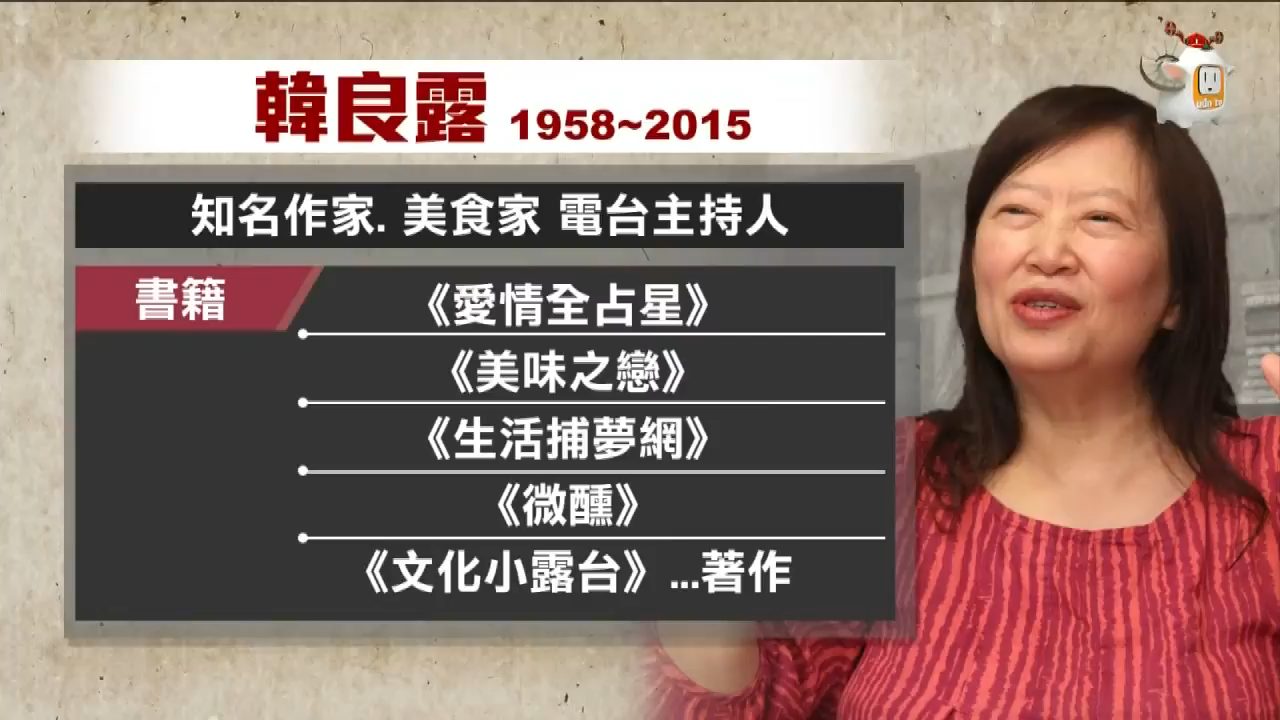 韓良露 1958~2015
知名作家. 美食家 電台主持人
書籍
《愛情全占星》
《美味之戀》
《生活捕夢網》
《微醺》
《文化小露台》...著作
udn tv